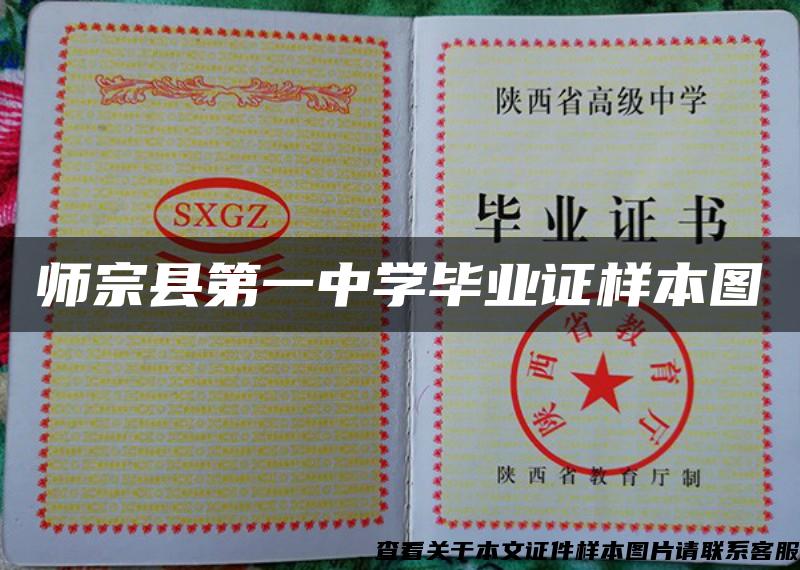 SXGZ
陕西省高级中学
毕业证书
师宗县第一中学毕业证样本图
陕西省教育厅
陕西省教育厅制
查看关于本文证件样本图片请联系客服